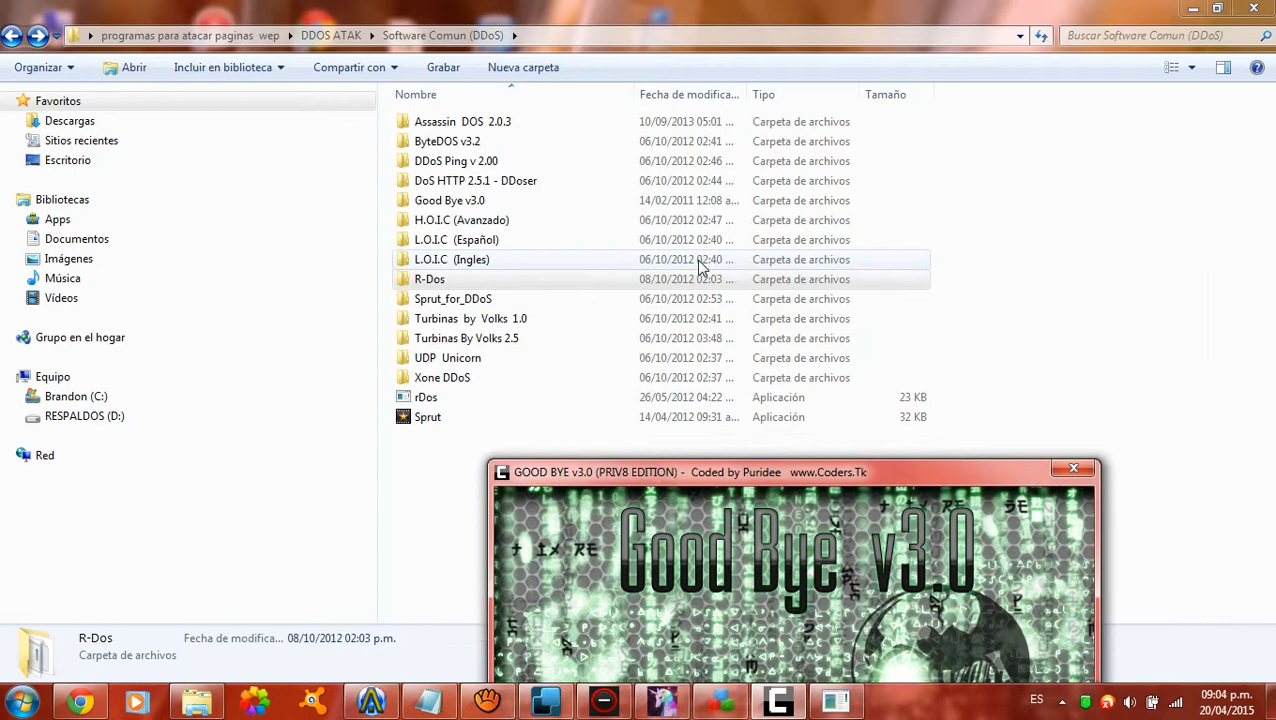 programas para atacar paginas  wep ▸ DDOS ATAK ▸ Software Comun (DDoS) ▸
Buscar Software Comun (DDoS)
Organizar Abrir Incluir en biblioteca Compartir con Grabar Nueva carpeta
Nombre Fecha de modifica... Tipo Tamaño
Favoritos
Descargas
Sitios recientes
Escritorio
Bibliotecas
Apps
Documentos
Imágenes
Música
Vídeos
Grupo en el hogar
Equipo
Brandon (C:)
RESPALDOS (D:)
Red
Assassin  DOS  2.0.3 10/09/2013 05:01 ... Carpeta de archivos
ByteDOS v3.2 06/10/2012 02:41 ... Carpeta de archivos
DDoS Ping v 2.00 06/10/2012 02:46 ... Carpeta de archivos
DoS HTTP 2.5.1 - DDoser 06/10/2012 02:44 ... Carpeta de archivos
Good Bye v3.0 14/02/2011 12:08 a... Carpeta de archivos
H.O.I.C (Avanzado) 06/10/2012 02:47 ... Carpeta de archivos
L.O.I.C  (Español) 06/10/2012 02:40 ... Carpeta de archivos
L.O.I.C  (Ingles) 06/10/2012 02:40 ... Carpeta de archivos
R-Dos 08/10/2012 02:03 ... Carpeta de archivos
Sprut_for_DDoS 06/10/2012 02:53 ... Carpeta de archivos
Turbinas  by  Volks  1.0 06/10/2012 02:41 ... Carpeta de archivos
Turbinas By Volks 2.5 06/10/2012 03:48 ... Carpeta de archivos
UDP  Unicorn 06/10/2012 02:37 ... Carpeta de archivos
Xone DDoS 06/10/2012 02:37 ... Carpeta de archivos
rDos 26/05/2012 04:22 ... Aplicación 23 KB
Sprut 14/04/2012 09:31 a... Aplicación 32 KB
GOOD BYE v3.0 (PRIV8 EDITION) -  Coded by Puridee   www.Coders.Tk
Good Bye v3.0
R-Dos Fecha de modifica... 08/10/2012 02:03 p.m.
Carpeta de archivos
ES 09:04 p.m.
20/04/2015